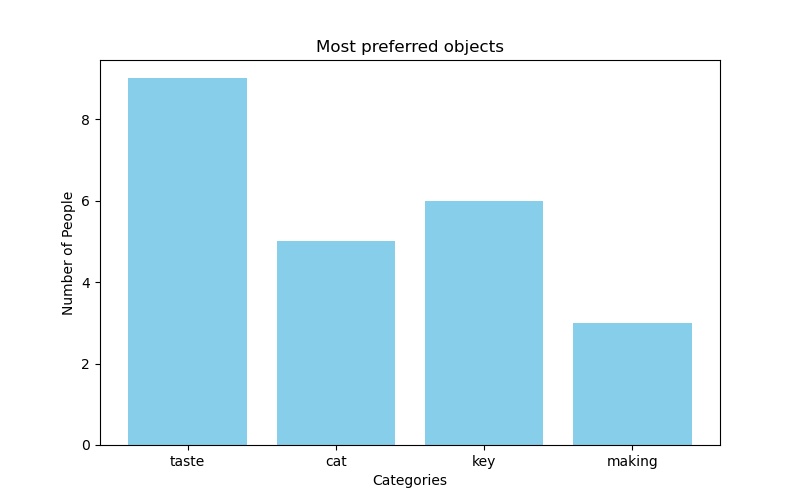 Most preferred objects
Number of People
8
6
4
2
0
taste cat key making
Categories